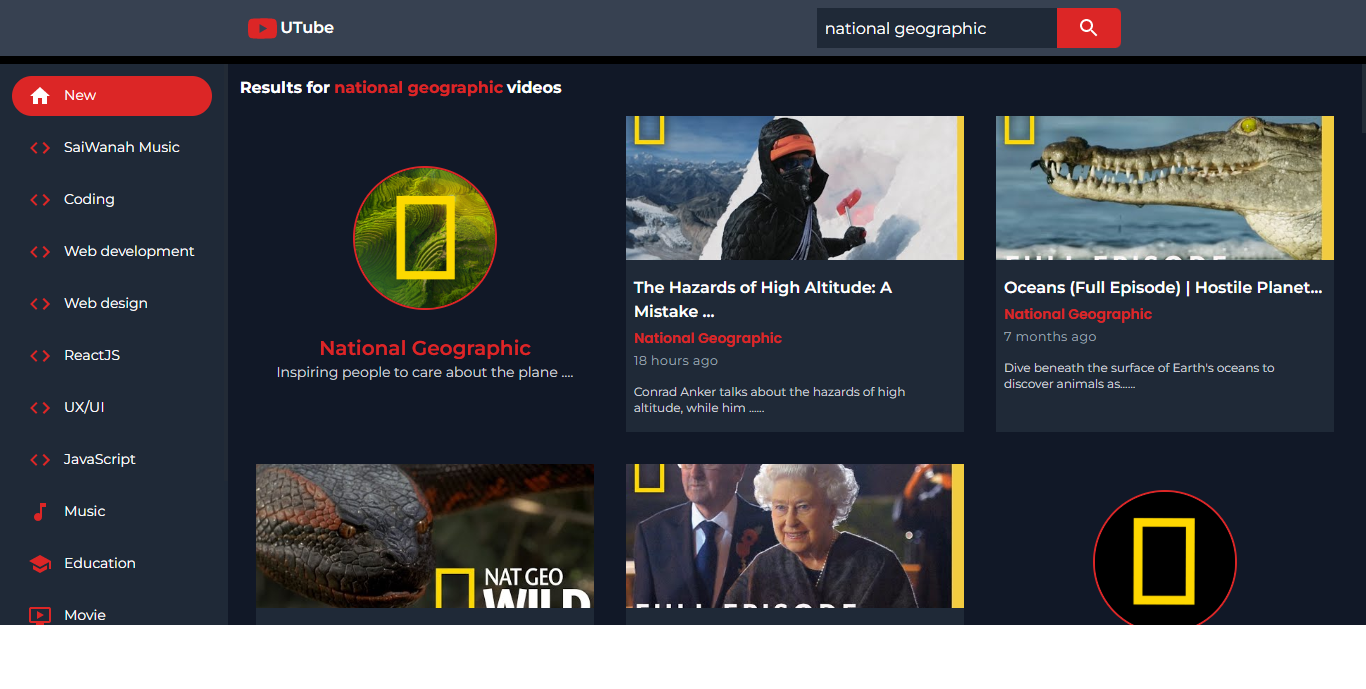 UTube
national geographic
New
SaiWanah Music
Coding
Web development
Web design
ReactJS
UX/UI
JavaScript
Music
Education
Movie
Results for national geographic videos
National Geographic
Inspiring people to care about the plane ....
The Hazards of High Altitude: A
Mistake ...
National Geographic
18 hours ago
Conrad Anker talks about the hazards of high
altitude, while him ......
FULL EPISODE
Oceans (Full Episode) | Hostile Planet...
National Geographic
7 months ago
Dive beneath the surface of Earth's oceans to
discover animals as......
NAT GEO
WILD
FULL EPISODE